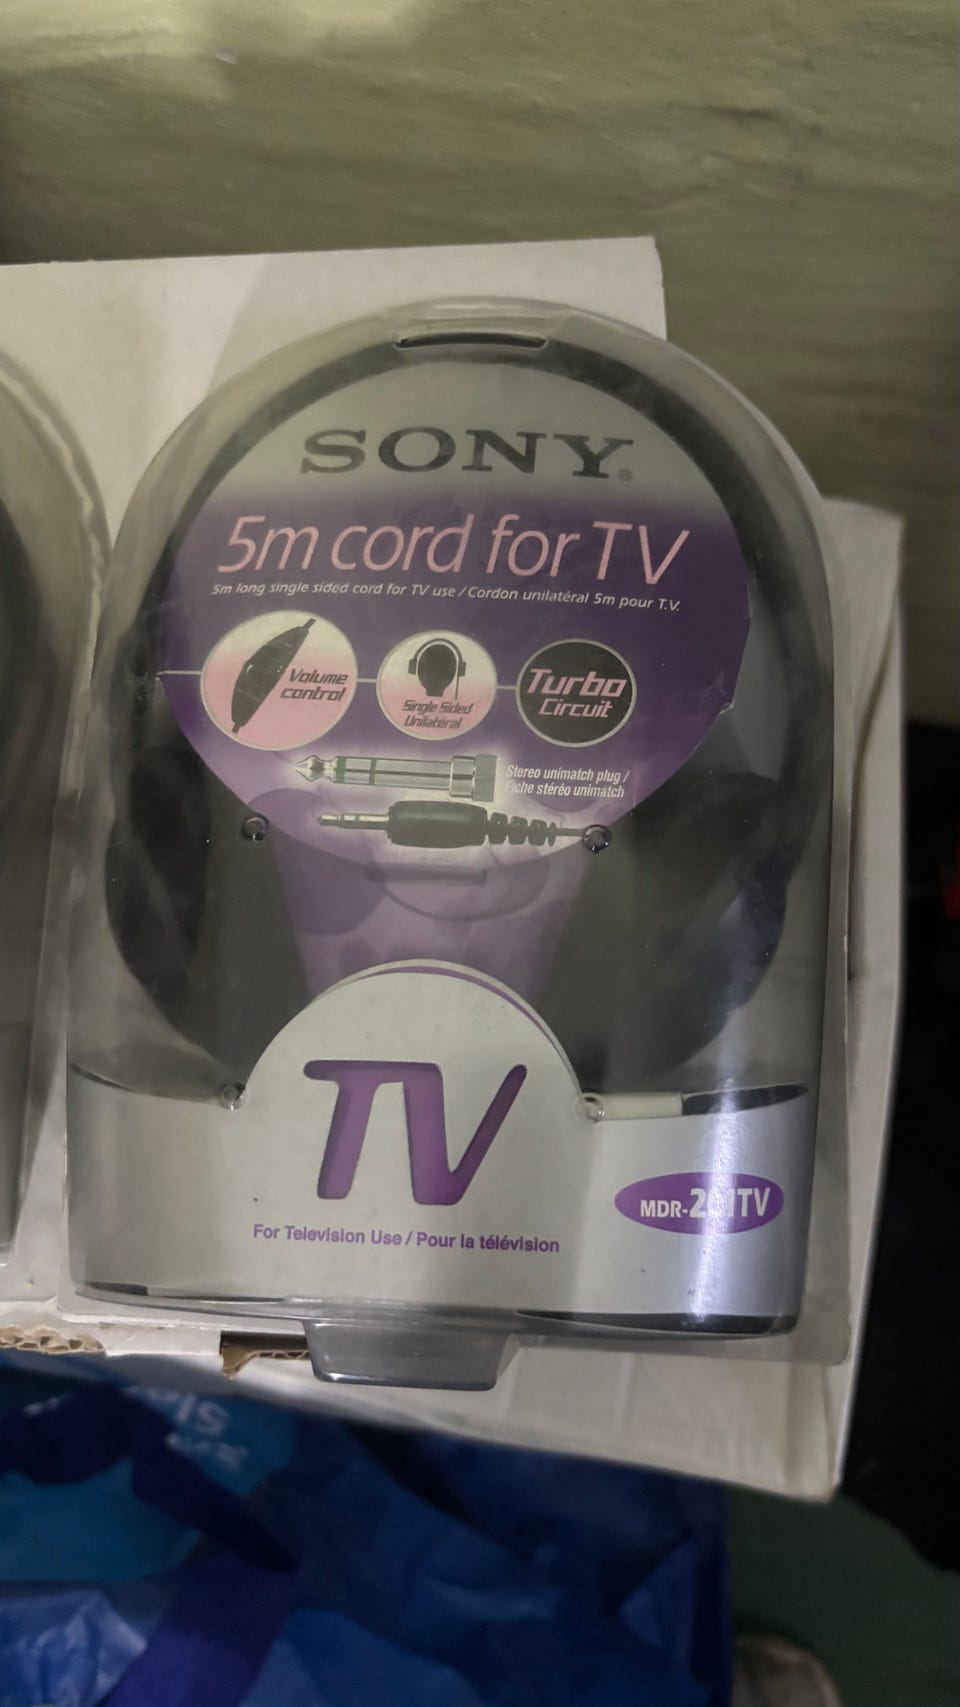 SONY®
5m cord for TV
5m long single sided cord for TV use / Cordon unilatéral 5m pour T.V.
Volume
control
Single Sided
Unilatéral
Turbo
Circuit
Stereo unimatch plug /
Fiche stéréo unimatch
TV
For Television Use / Pour la télévision